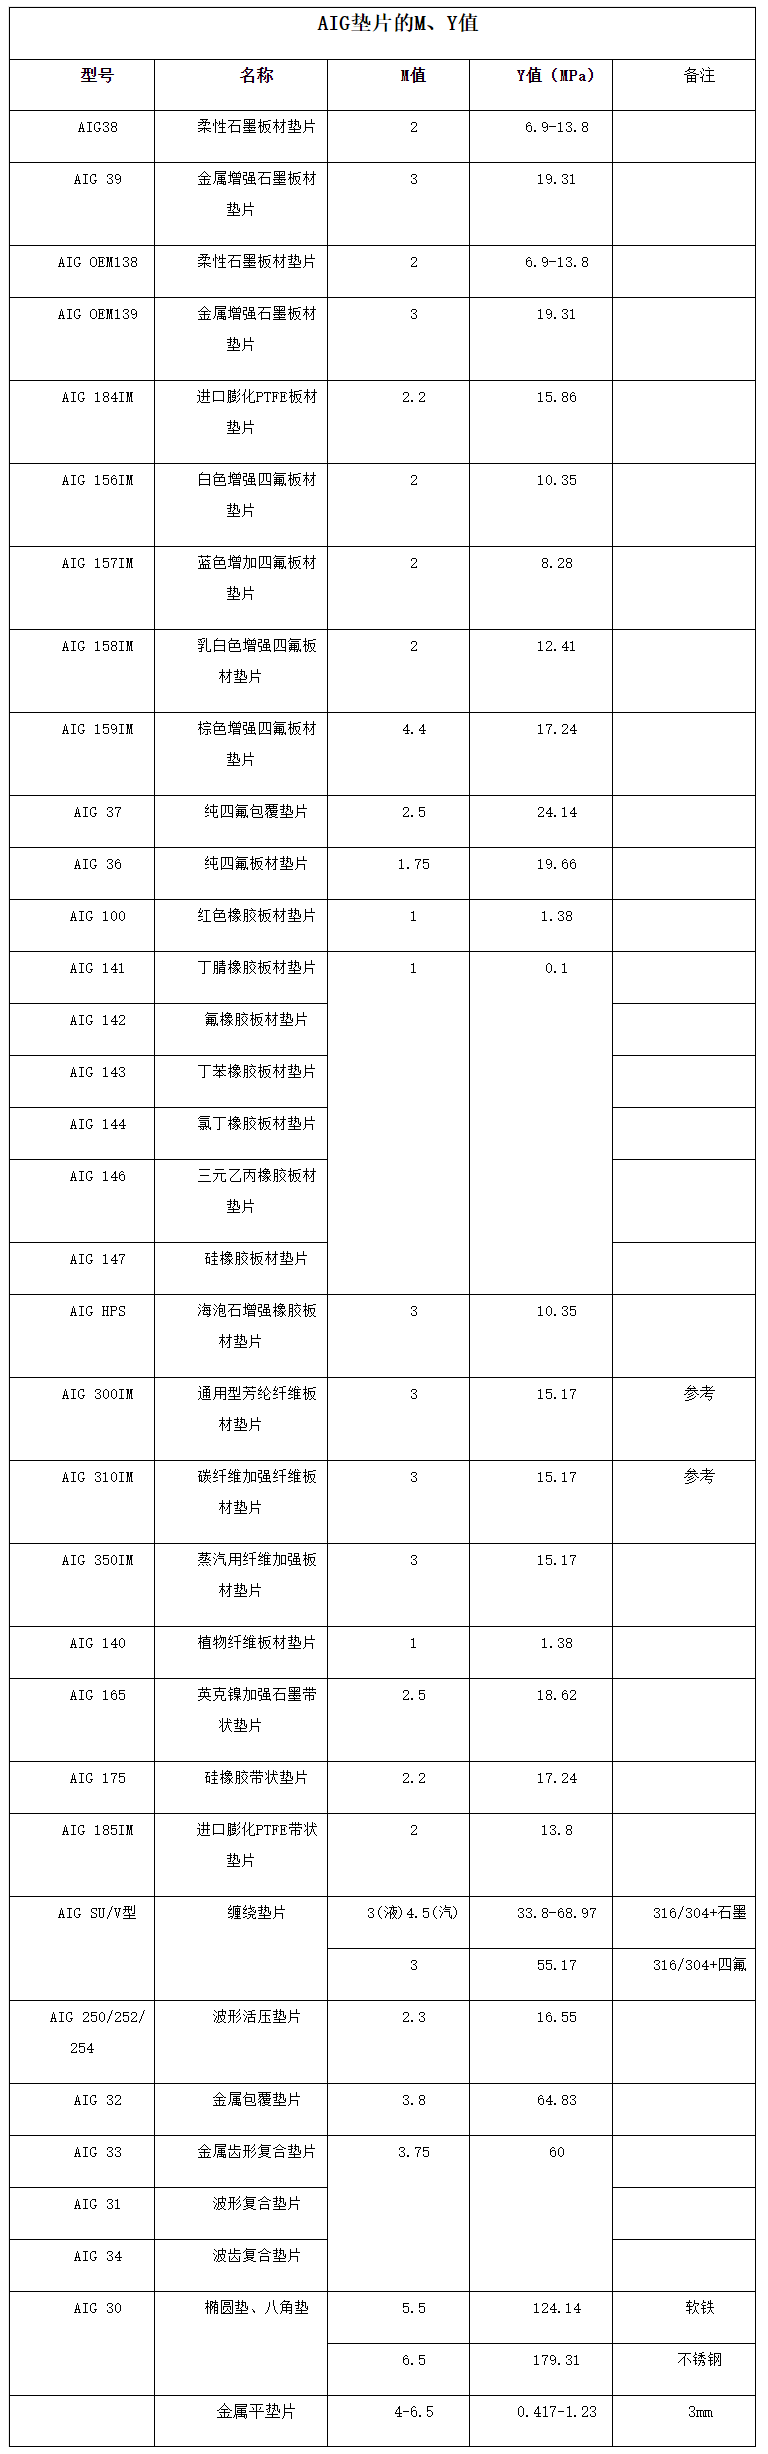 AIG垫片的M、Y值
型号 名称 M值 Y值（MPa） 备注
AIG38 柔性石墨板材垫片 2 6.9-13.8
AIG 39 金属增强石墨板材 3 19.31
垫片
AIG OEM138 柔性石墨板材垫片 2 6.9-13.8
AIG OEM139 金属增强石墨板材 3 19.31
垫片
AIG 184IM 进口膨化PTFE板材 2.2 15.86
垫片
AIG 156IM 白色增强四氟板材 2 10.35
垫片
AIG 157IM 蓝色增加四氟板材 2 8.28
垫片
AIG 158IM 乳白色增强四氟板 2 12.41
材垫片
AIG 159IM 棕色增强四氟板材 4.4 17.24
垫片
AIG 37 纯四氟包覆垫片 2.5 24.14
AIG 36 纯四氟板材垫片 1.75 19.66
AIG 100 红色橡胶板材垫片 1 1.38
AIG 141 丁腈橡胶板材垫片 1 0.1
AIG 142 氟橡胶板材垫片
AIG 143 丁苯橡胶板材垫片
AIG 144 氯丁橡胶板材垫片
AIG 146 三元乙丙橡胶板材
垫片
AIG 147 硅橡胶板材垫片
AIG HPS 海泡石增强橡胶板 3 10.35
材垫片
AIG 300IM 通用型芳纶纤维板 3 15.17 参考
材垫片
AIG 310IM 碳纤维加强纤维板 3 15.17 参考
材垫片
AIG 350IM 蒸汽用纤维加强板 3 15.17
材垫片
AIG 140 植物纤维板材垫片 1 1.38
AIG 165 英克镍加强石墨带 2.5 18.62
状垫片
AIG 175 硅橡胶带状垫片 2.2 17.24
AIG 185IM 进口膨化PTFE带状 2 13.8
垫片
AIG SU/V型 缠绕垫片 3(液)4.5(汽) 33.8-68.97 316/304+石墨
3 55.17 316/304+四氟
AIG 250/252/ 波形活压垫片 2.3 16.55
254
AIG 32 金属包覆垫片 3.8 64.83
AIG 33 金属齿形复合垫片 3.75 60
AIG 31 波形复合垫片
AIG 34 波齿复合垫片
AIG 30 椭圆垫、八角垫 5.5 124.14 软铁
6.5 179.31 不锈钢
金属平垫片 4-6.5 0.417-1.23 3mm